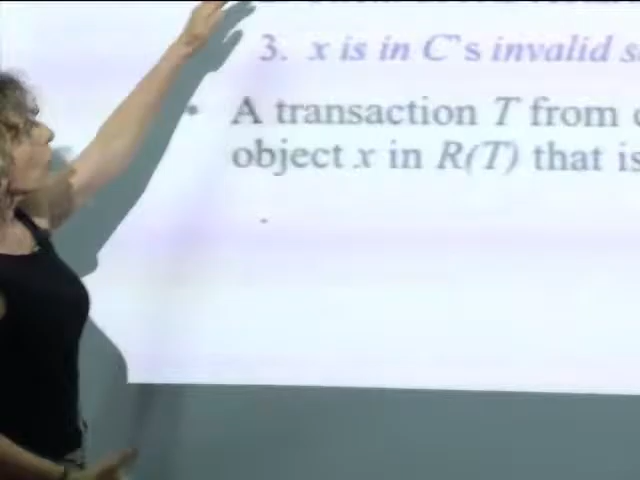 3. x is in C's invalid
• A transaction T from
object x in R(T) that is